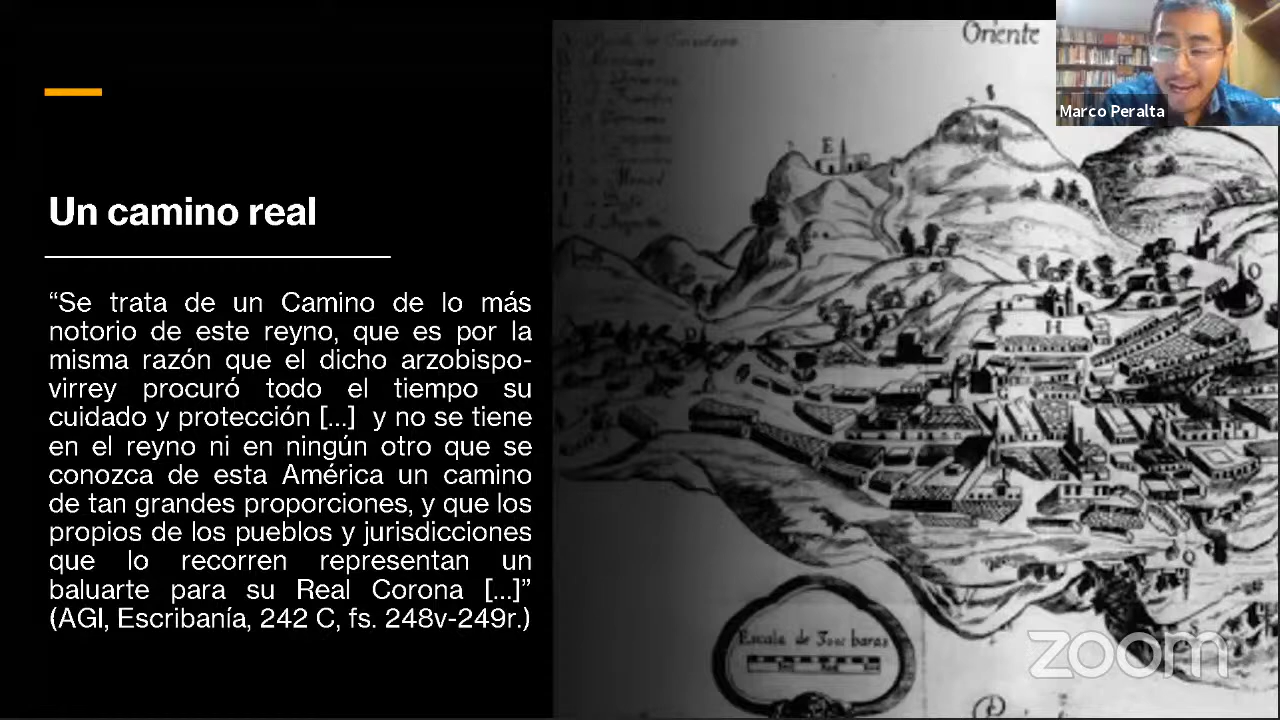 Oriente
Marco Peralta
E
Un camino real
H
O
“Se trata de un Camino de lo más
notorio de este reyno, que es por la
misma razón que el dicho arzobispo-
virrey procuró todo el tiempo su
cuidado y protección [...] y no se tiene
en el reyno ni en ningún otro que se
conozca de esta América un camino
de tan grandes proporciones, y que los
propios de los pueblos y jurisdicciones
que lo recorren representan un
baluarte para su Real Corona [...]”
(AGI, Escribanía, 242 C, fs. 248v-249r.)
Escala de
baras
zoom